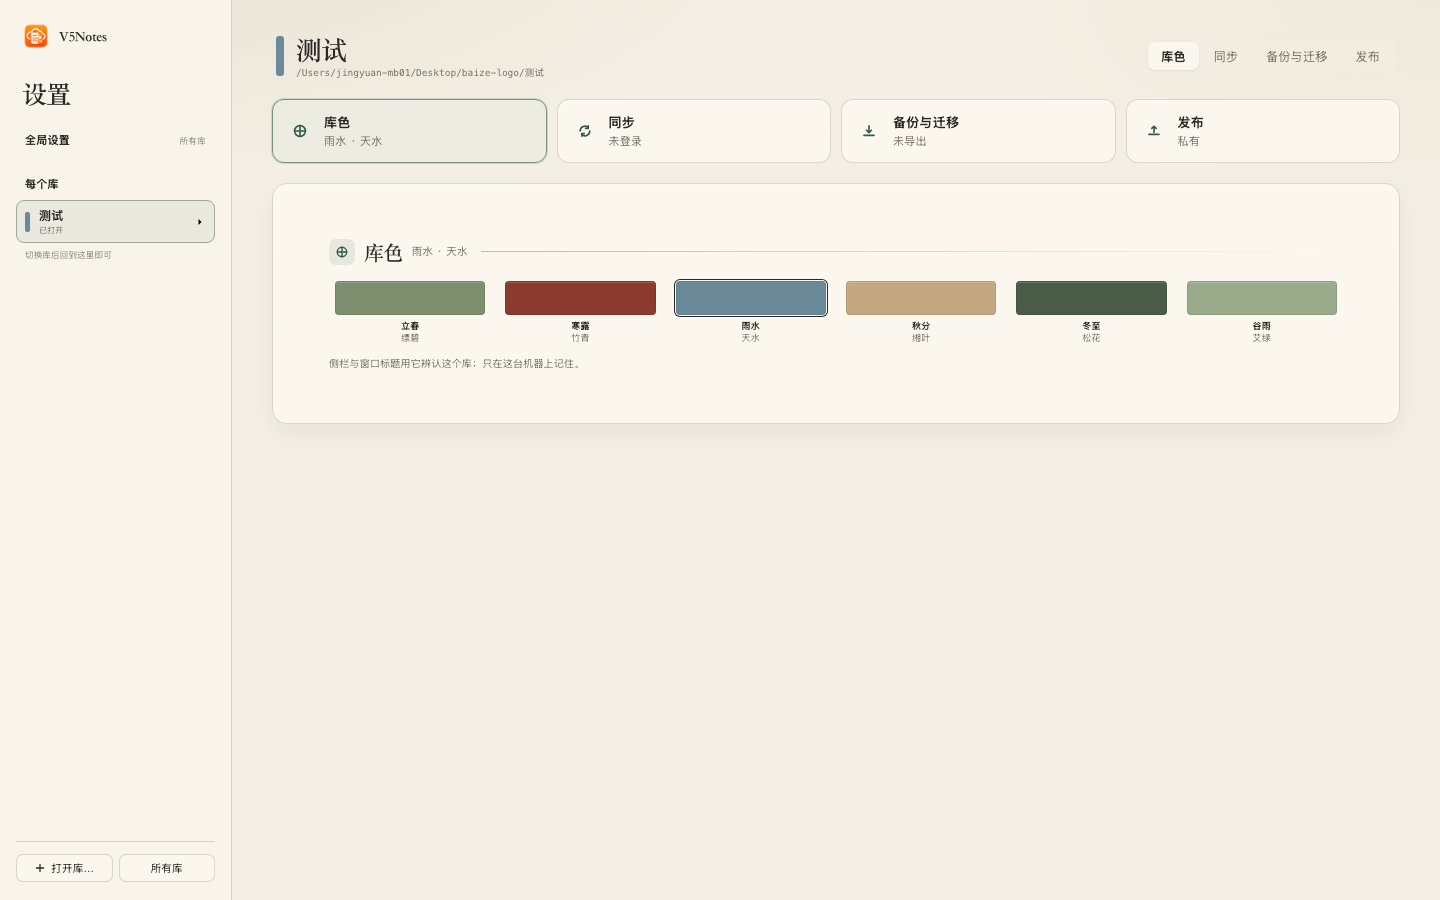 V5Notes
设置
全局设置 所有库
每个库
测试
已打开
切换库后回到这里即可
打开库...
所有库
测试
/Users/jingyuan-mb01/Desktop/baize-logo/测试
库色 同步 备份与迁移 发布
库色
雨水 · 天水
同步
未登录
备份与迁移
未导出
发布
私有
库色 雨水 · 天水
立春
缥碧
寒露
竹青
雨水
天水
秋分
缃叶
冬至
松花
谷雨
艾绿
侧栏与窗口标题用它辨认这个库；只在这台机器上记住。